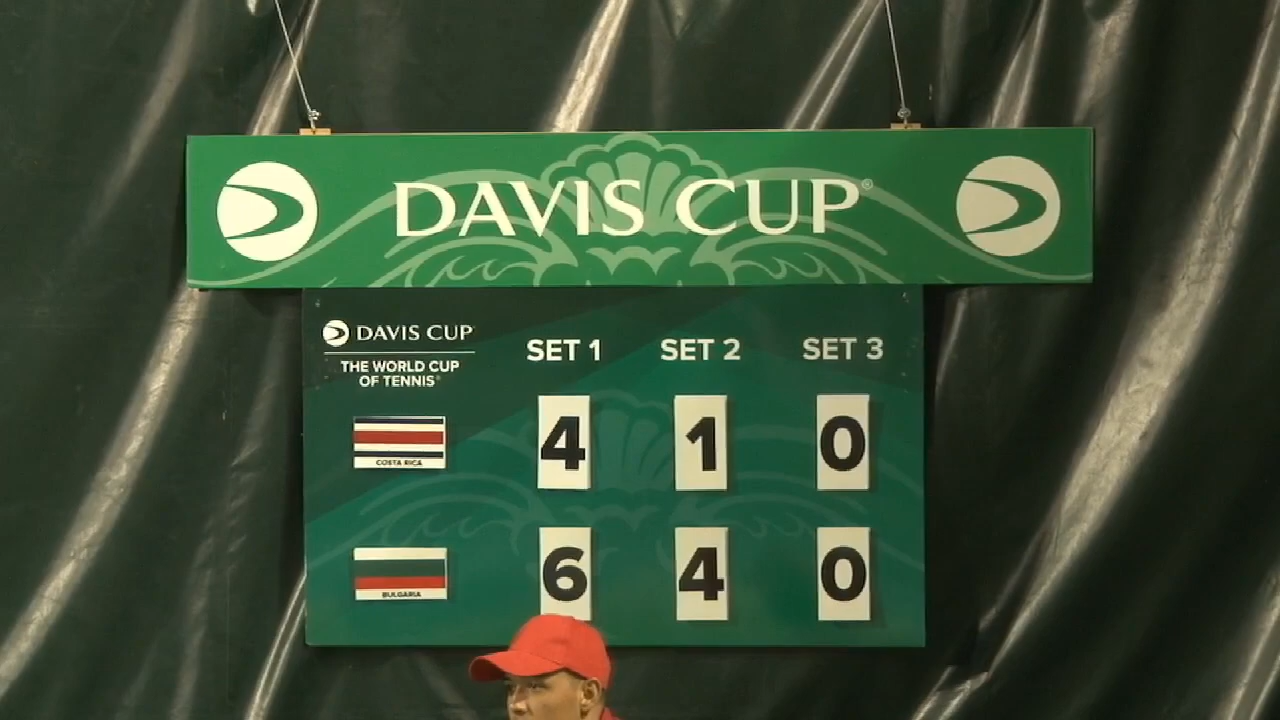 DAVIS CUP®
DAVIS CUP
THE WORLD CUP
OF TENNIS®
SET 1 SET 2 SET 3
4 1 0
COSTA RICA
6 4 0
BULGARIA